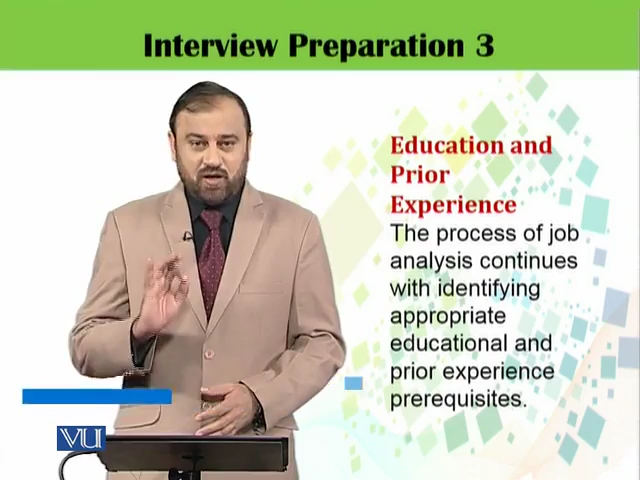 Interview Preparation 3
Education and
Prior
Experience
The process of job
analysis continues
with identifying
appropriate
educational and
prior experience
prerequisites.
VU